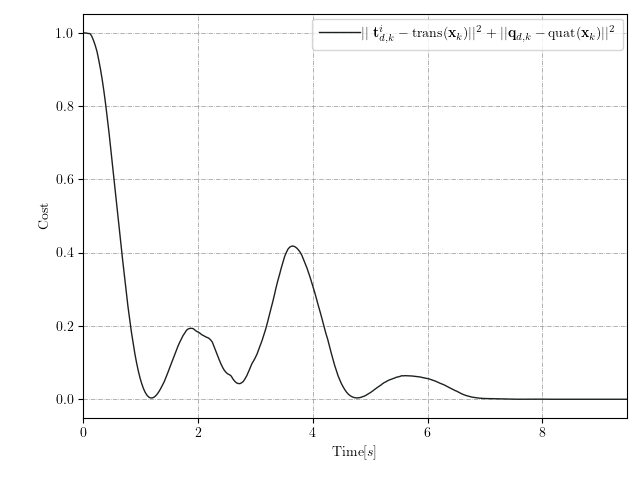 || t^i_{d,k} − trans(x_k)||^2 + ||q_{d,k} − quat(x_k)||^2
1.0
0.8
0.6
0.4
0.2
0.0
Cost
0 2 4 6 8
Time[s]